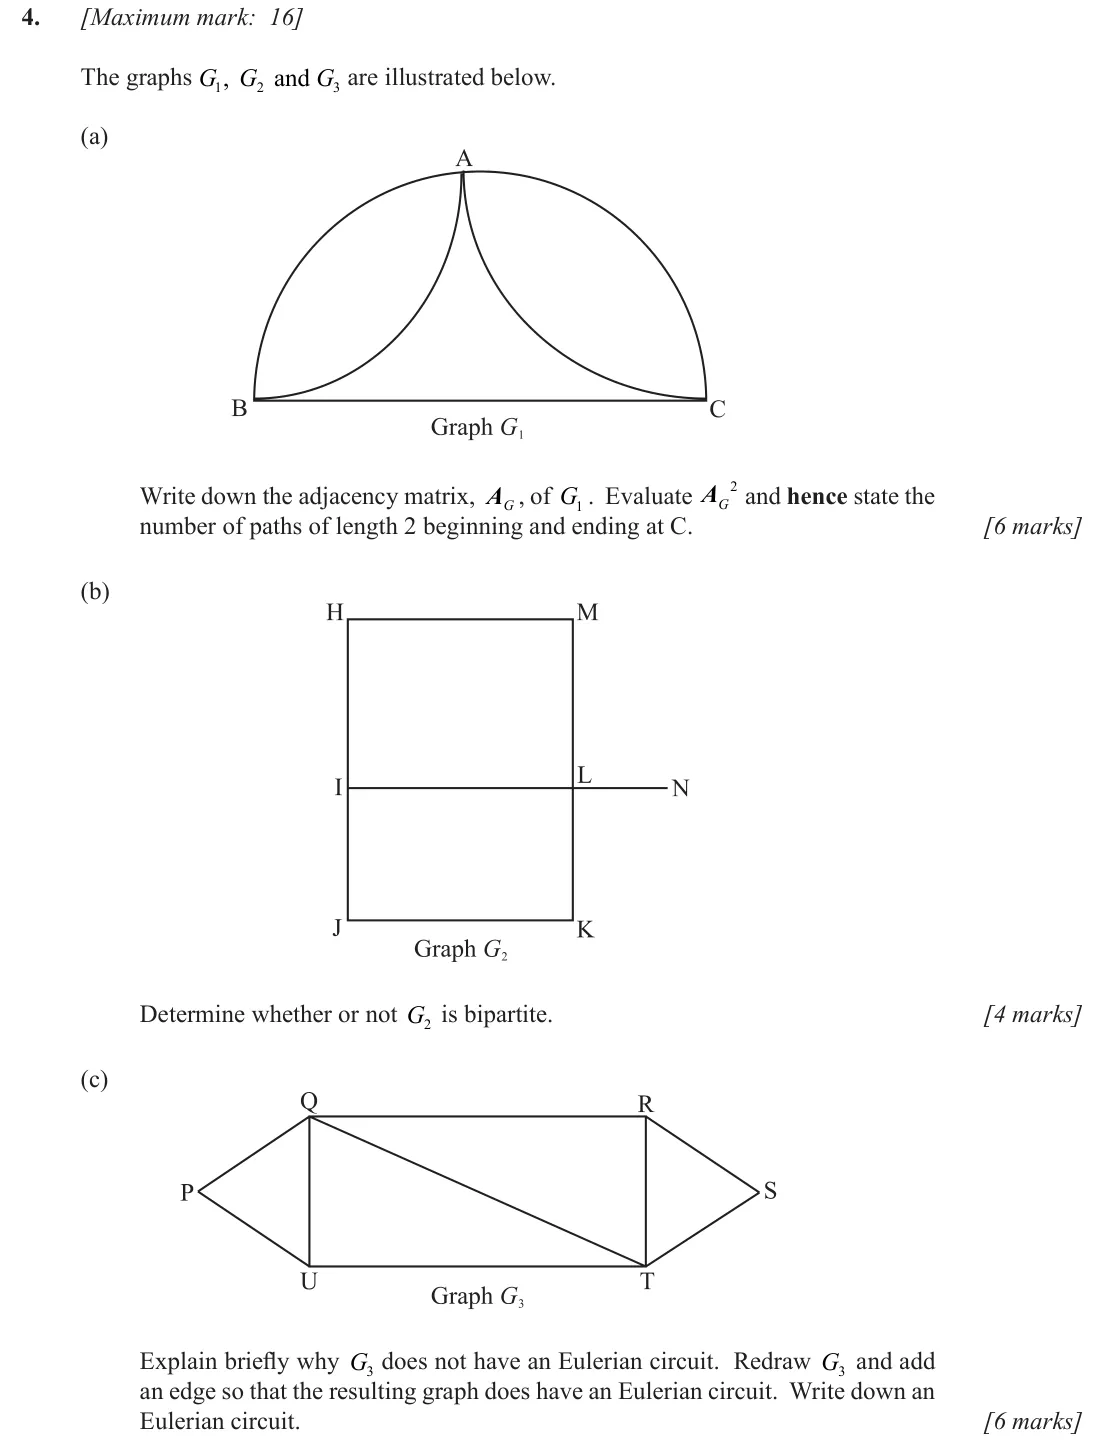 4. [Maximum mark: 16]
The graphs G₁, G₂ and G₃ are illustrated below.
(a)
A
B
C
Graph G₁
Write down the adjacency matrix, A_G, of G₁. Evaluate A_G² and hence state the
number of paths of length 2 beginning and ending at C. [6 marks]
(b)
H
M
I
L
N
J
K
Graph G₂
Determine whether or not G₂ is bipartite. [4 marks]
(c)
Q
R
P
S
U
T
Graph G₃
Explain briefly why G₃ does not have an Eulerian circuit. Redraw G₃ and add
an edge so that the resulting graph does have an Eulerian circuit. Write down an
Eulerian circuit. [6 marks]